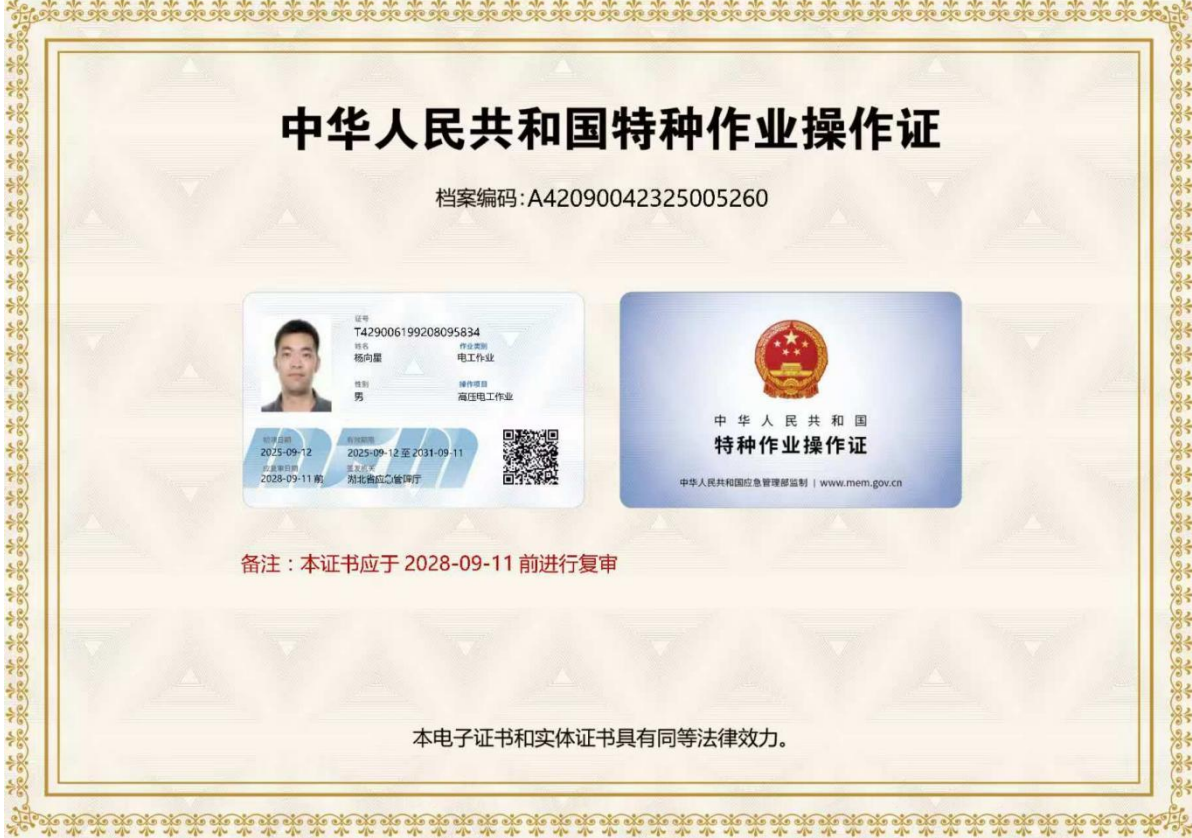 中华人民共和国特种作业操作证
档案编码:A42090042325005260
证号
T429006199208095834
姓名 作业类别
杨向星 电工作业
性别 操作项目
男 高压电工作业
初领日期 有效期限
2025-09-12 2025-09-12 至 2031-09-11
应复审日期 签发机关
2028-09-11 前 湖北省应急管理厅
中华人民共和国
特种作业操作证
中华人民共和国应急管理部监制 | www.mem.gov.cn
备注：本证书应于 2028-09-11 前进行复审
本电子证书和实体证书具有同等法律效力。